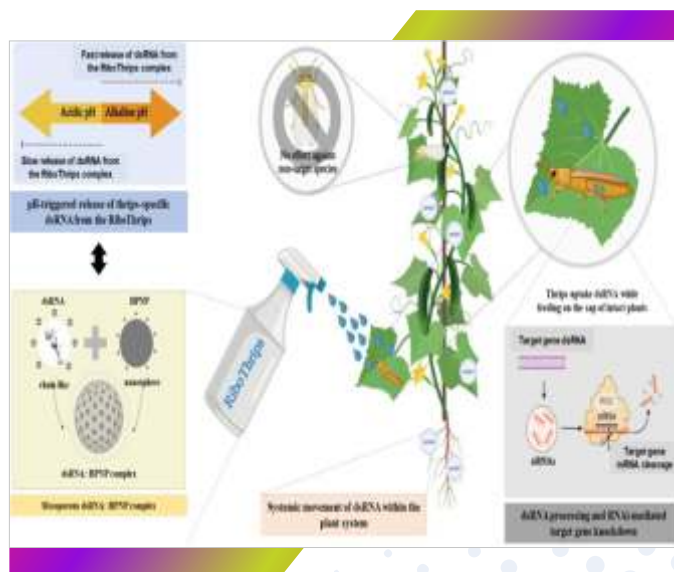 Fast release of dsRNA from
the RiboThrips complex
Acidic pH
Alkaline pH
Slow release of dsRNA from
the RiboThrips complex
pH-triggered release of thrips-specific
dsRNA from the RiboThrips
dsRNA
BPNP
chain-like
nanosphere
dsRNA: BPNP complex
Mesoporous dsRNA: BPNP complex
No effect against
non-target species
RiboThrips
Systemic movement of dsRNA within the
plant system
Thrips uptake dsRNA while
feeding on the sap of intact plants
Target gene dsRNA
siRNAs
Target gene
mRNA cleavage
dsRNA processing and RNAi-mediated
target gene knockdown